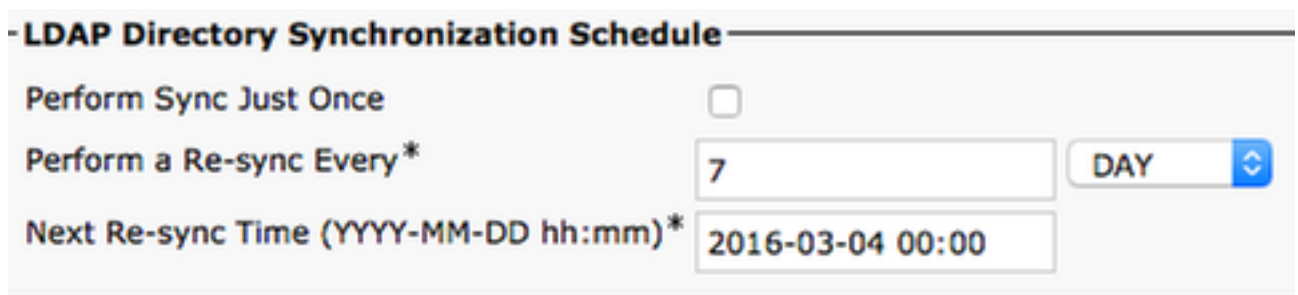 LDAP Directory Synchronization Schedule
Perform Sync Just Once
Perform a Re-sync Every* 7 DAY
Next Re-sync Time (YYYY-MM-DD hh:mm)* 2016-03-04 00:00